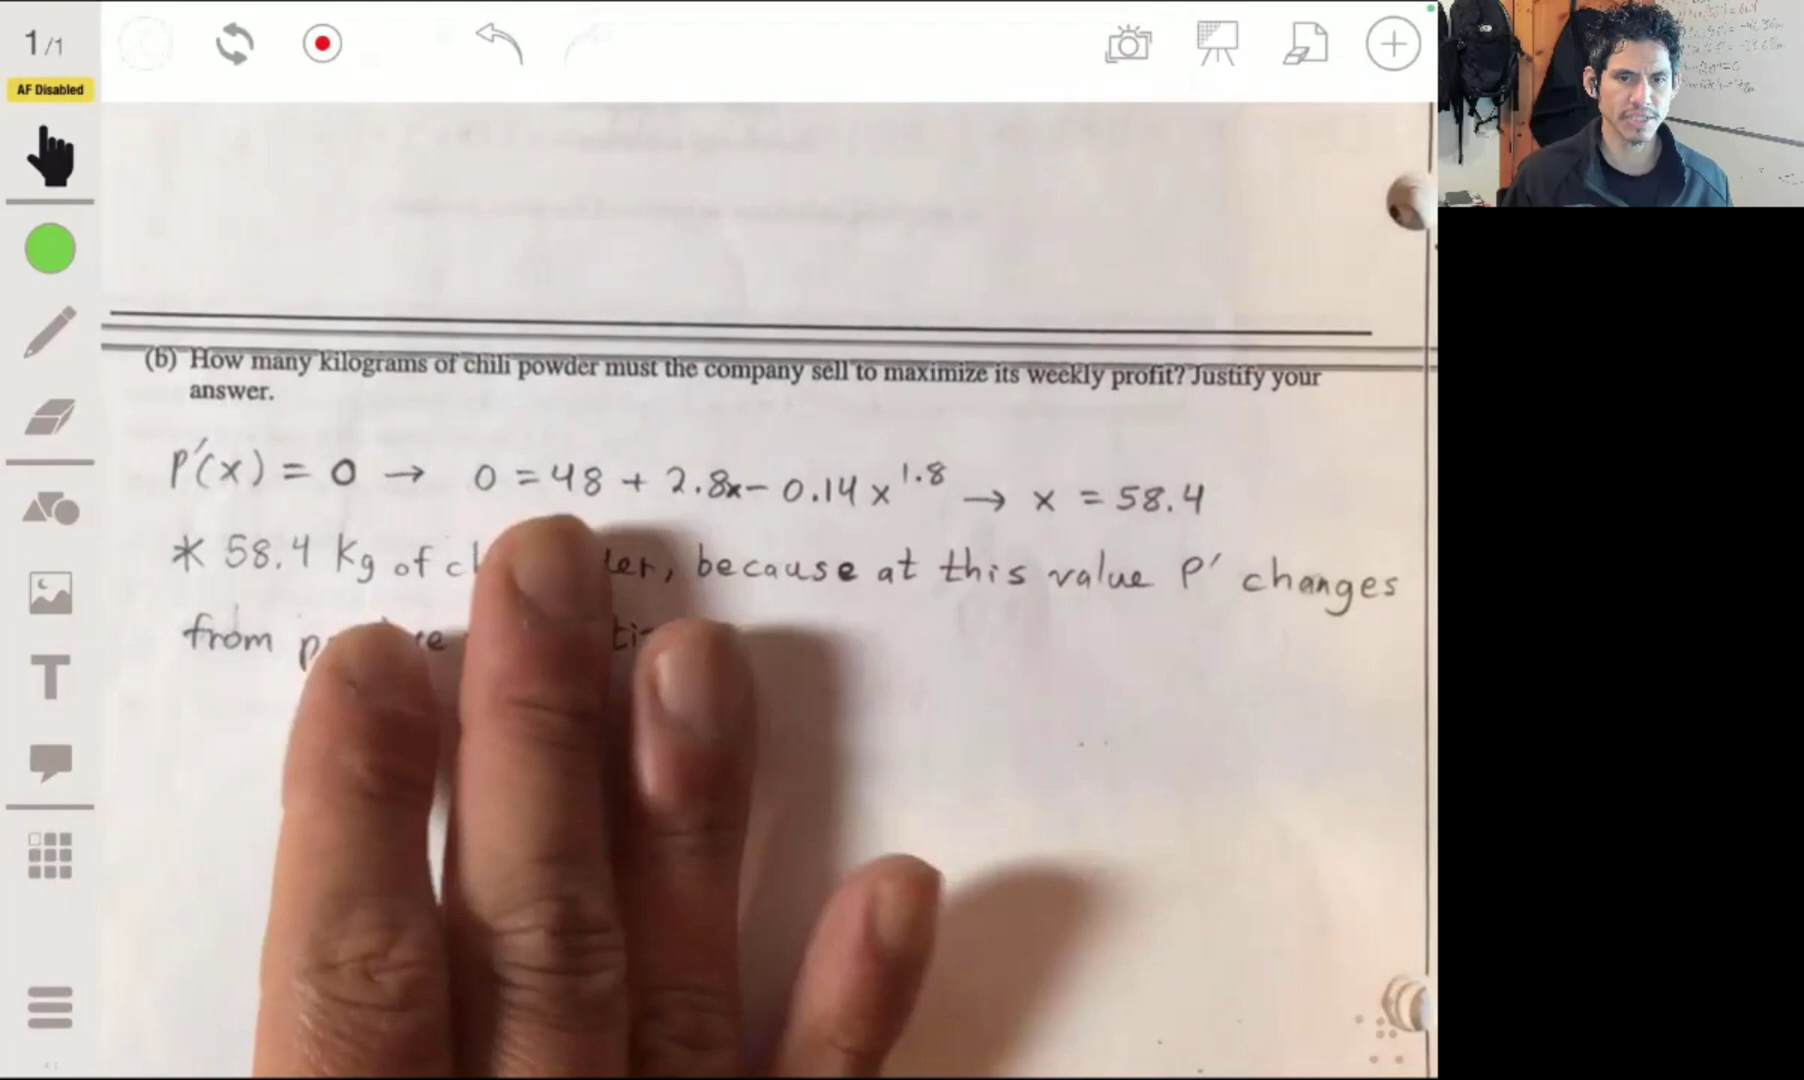 1/1
AF Disabled
(b) How many kilograms of chili powder must the company sell to maximize its weekly profit? Justify your
answer.
P'(x) = 0 → 0 = 48 + 2.8x - 0.14x^1.8 → x = 58.4
* 58.4 kg of because at this value P' changes
from
T